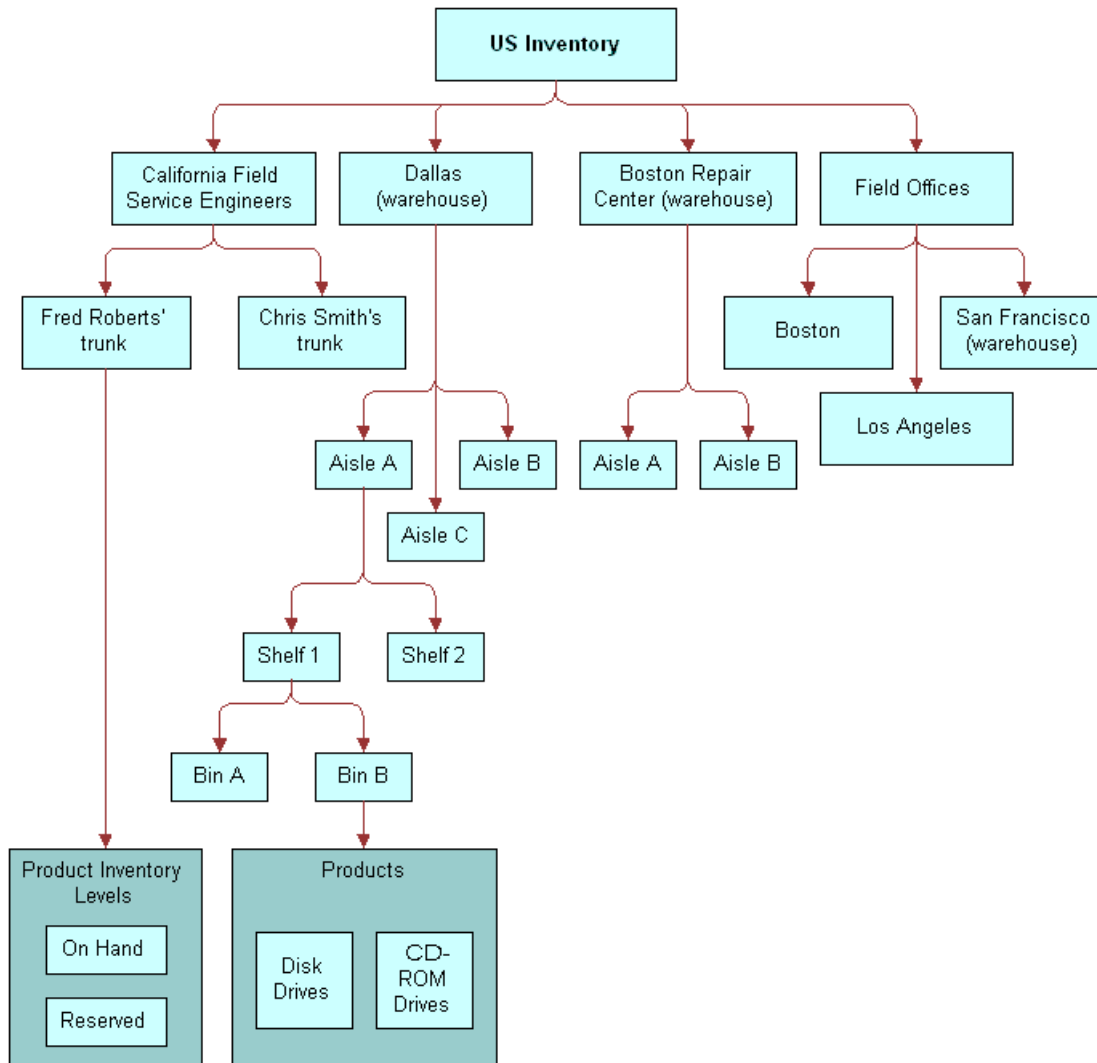 US Inventory
California Field
Service Engineers
Dallas
(warehouse)
Boston Repair
Center (warehouse)
Field Offices
Fred Roberts'
trunk
Chris Smith's
trunk
Boston
San Francisco
(warehouse)
Los Angeles
Aisle A
Aisle B
Aisle A
Aisle B
Aisle C
Shelf 1
Shelf 2
Bin A
Bin B
Product Inventory
Levels
On Hand
Reserved
Products
Disk
Drives
CD-
ROM
Drives